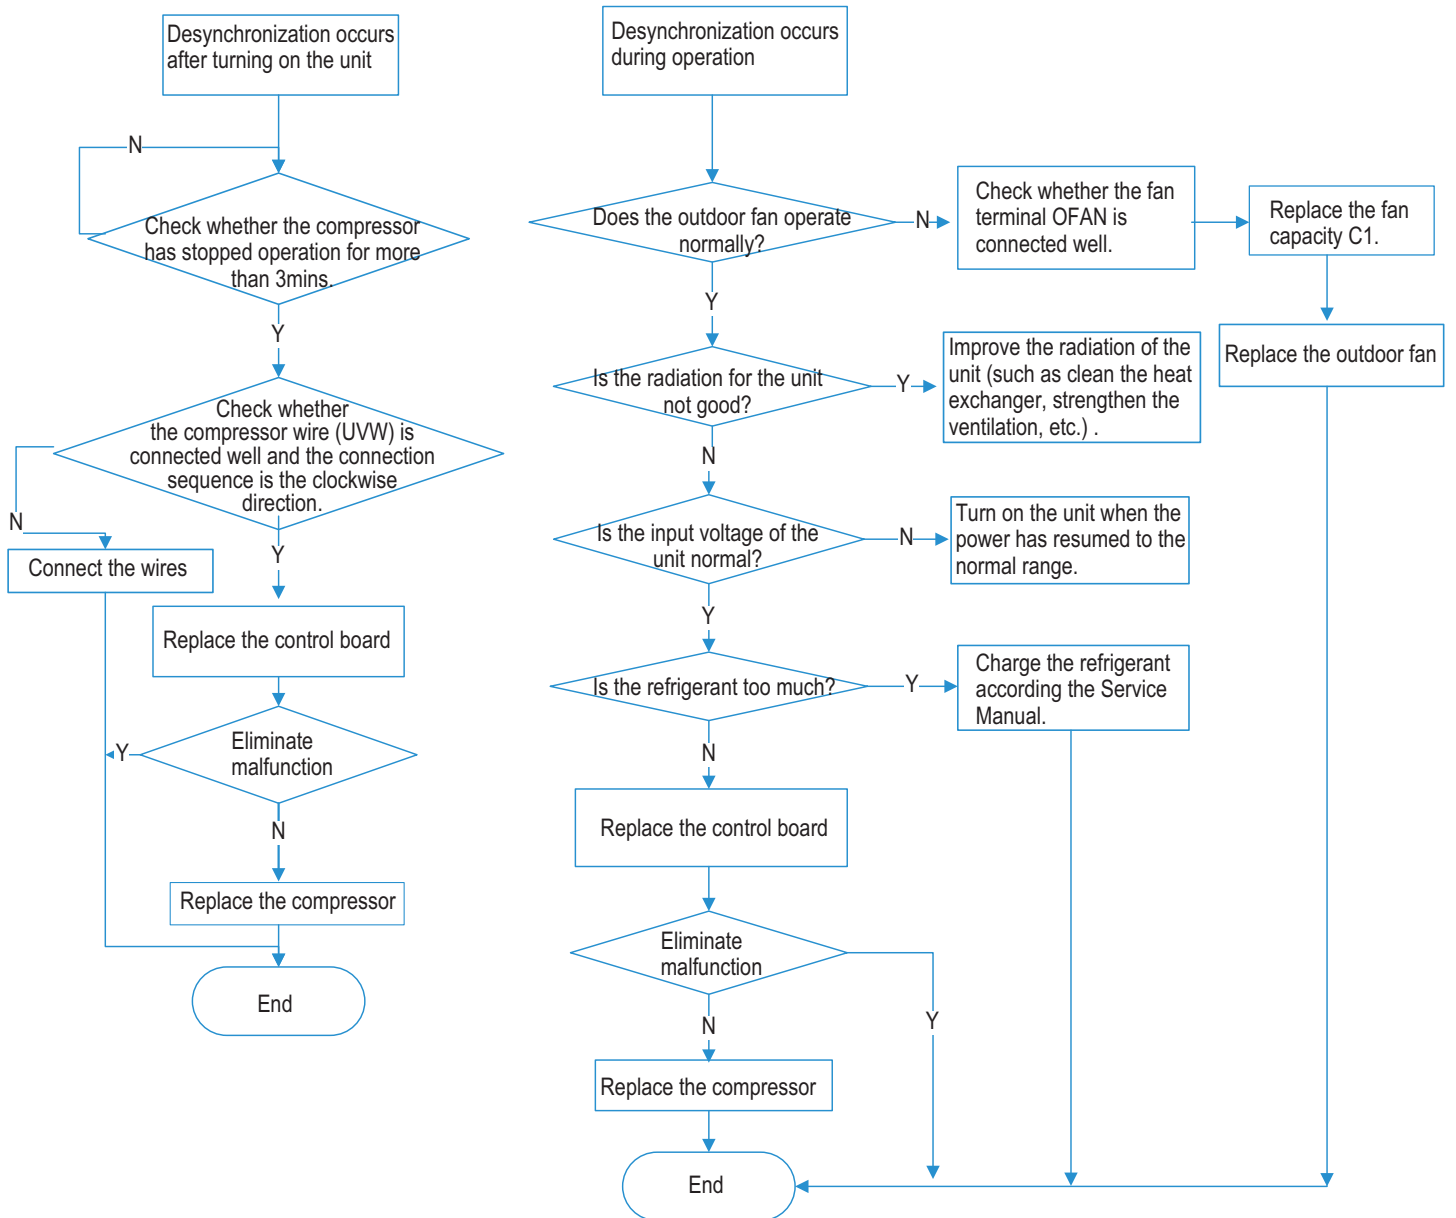 Desynchronization occurs
after turning on the unit
N
Check whether the compressor
has stopped operation for more
than 3mins.
Y
Check whether
the compressor wire (UVW) is
connected well and the connection
sequence is the clockwise
direction.
N
Connect the wires
Y
Replace the control board
Eliminate
malfunction
Y
N
Replace the compressor
End
Desynchronization occurs
during operation
Does the outdoor fan operate
normally?
N
Check whether the fan
terminal OFAN is
connected well.
Replace the fan
capacity C1.
Replace the outdoor fan
Y
Is the radiation for the unit
not good?
Y
Improve the radiation of the
unit (such as clean the heat
exchanger, strengthen the
ventilation, etc.) .
N
Is the input voltage of the
unit normal?
N
Turn on the unit when the
power has resumed to the
normal range.
Y
Is the refrigerant too much?
Y
Charge the refrigerant
according the Service
Manual.
N
Replace the control board
Eliminate
malfunction
Y
N
Replace the compressor
End